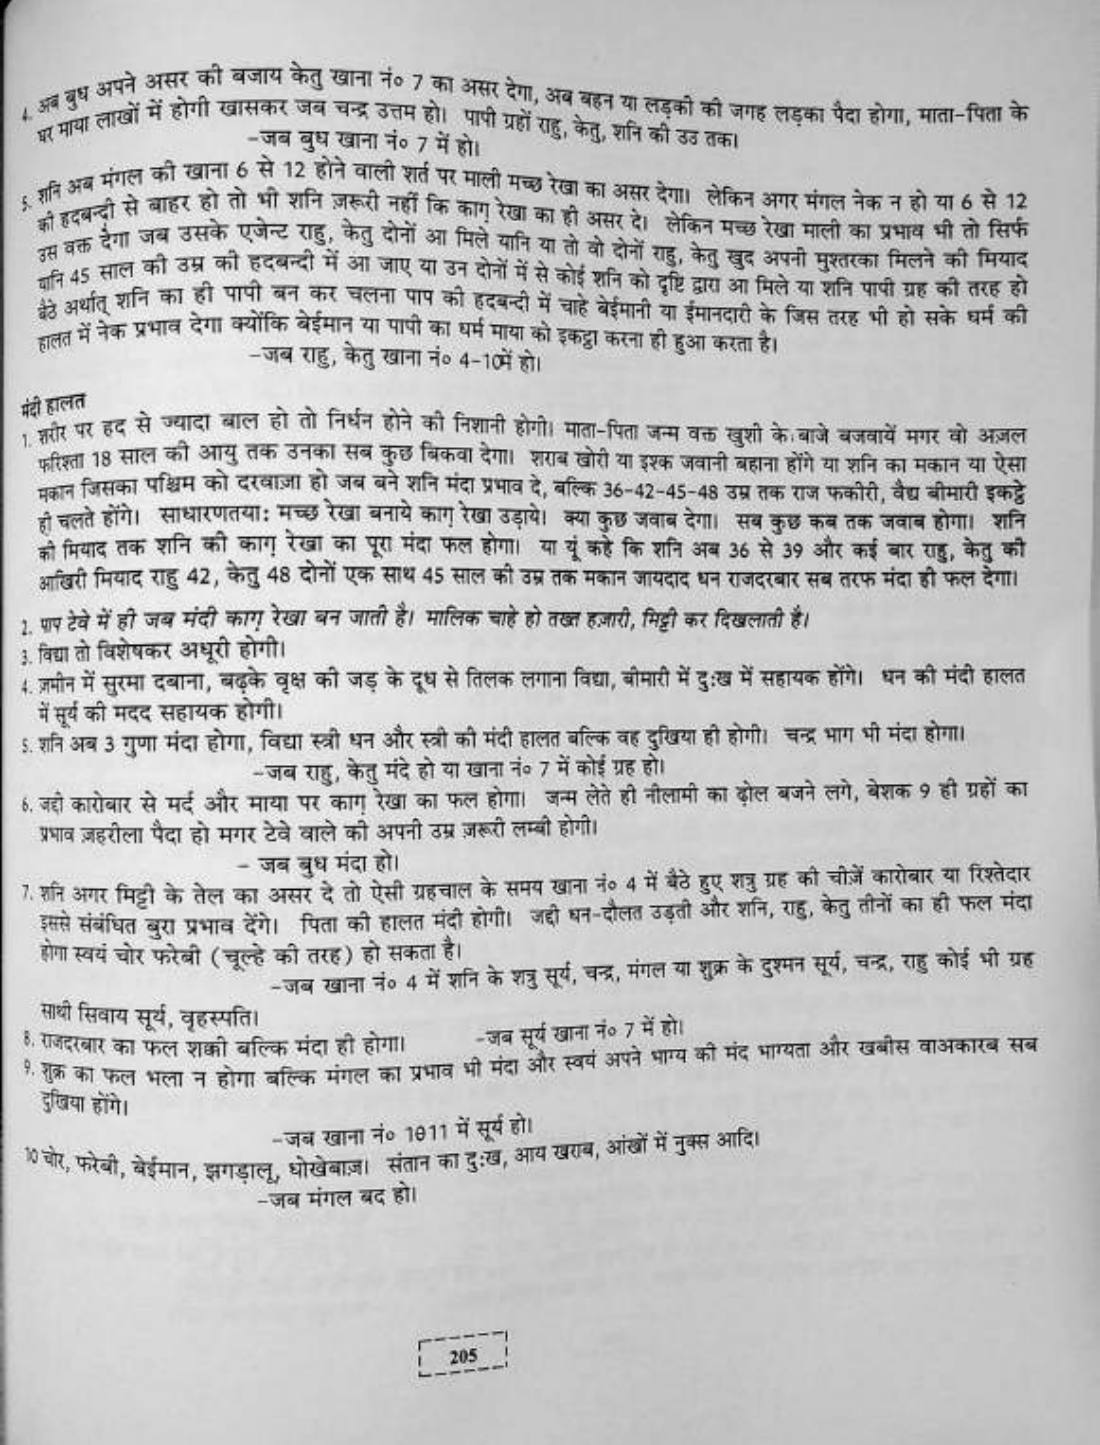 4. अब बुध अपने असर की बजाय केतु खाना नं० 7 का असर देगा, अब बहन या लड़की की जगह लड़का पैदा होगा, माता-पिता के
घर माया लाखों में होगी खासकर जब चन्द्र उत्तम हो। पापी ग्रहों राहु, केतु, शनि की उउ तक।
-जब बुध खाना नं० 7 में हो।
5. शनि अब मंगल की खाना 6 से 12 होने वाली शर्त पर माली मच्छ रेखा का असर देगा। लेकिन अगर मंगल नेक न हो या 6 से 12
की हदबन्दी से बाहर हो तो भी शनि ज़रूरी नहीं कि काग़ रेखा का ही असर दे। लेकिन मच्छ रेखा माली का प्रभाव भी तो सिर्फ
उस वक्त देगा जब उसके एजेन्ट राहु, केतु दोनों आ मिले यानि या तो वो दोनों राहु, केतु खुद अपनी मुश्तरका मिलने की मियाद
यानि 45 साल की उम्र की हदबन्दी में आ जाए या उन दोनों में से कोई शनि को दृष्टि द्वारा आ मिले या शनि पापी ग्रह की तरह हो
बैठे अर्थात् शनि का ही पापी बन कर चलना पाप की हदबन्दी में चाहे बेईमानी या ईमानदारी के जिस तरह भी हो सके धर्म की
हालत में नेक प्रभाव देगा क्योंकि बेईमान या पापी का धर्म माया को इकट्ठा करना ही हुआ करता है।
-जब राहु, केतु खाना नं० 4-10में हो।
मंदी हालत
1. शरीर पर हद से ज्यादा बाल हो तो निर्धन होने की निशानी होगी। माता-पिता जन्म वक्त खुशी के बाजे बजवायें मगर वो अज़ल
फरिश्ता 18 साल की आयु तक उनका सब कुछ बिकवा देगा। शराब खोरी या इश्क जवानी बहाना होंगे या शनि का मकान या ऐसा
मकान जिसका पश्चिम को दरवाज़ा हो जब बने शनि मंदा प्रभाव दे, बल्कि 36-42-45-48 उम्र तक राज फकीरी, वैद्य बीमारी इकट्ठे
ही चलते होंगे। साधारणतया: मच्छ रेखा बनाये काग़ रेखा उड़ाये। क्या कुछ जवाब देगा। सब कुछ कब तक जवाब होगा। शनि
की मियाद तक शनि की काग़ रेखा का पूरा मंदा फल होगा। या यूं कहे कि शनि अब 36 से 39 और कई बार राहु, केतु की
आखिरी मियाद राहु 42, केतु 48 दोनों एक साथ 45 साल की उम्र तक मकान जायदाद धन राजदरबार सब तरफ मंदा ही फल देगा।
2. पाप टेवे में ही जब मंदी काग़ रेखा बन जाती है। मालिक चाहे हो तख्त हज़ारी, मिट्टी कर दिखलाती है।
3. विद्या तो विशेषकर अधूरी होगी।
4. ज़मीन में सुरमा दबाना, बढ़के वृक्ष की जड़ के दूध से तिलक लगाना विद्या, बीमारी में दु:ख में सहायक होंगे। धन की मंदी हालत
में सूर्य की मदद सहायक होगी।
5. शनि अब 3 गुणा मंदा होगा, विद्या स्त्री धन और स्त्री की मंदी हालत बल्कि वह दुखिया ही होगी। चन्द्र भाग भी मंदा होगा।
-जब राहु, केतु मंदे हो या खाना नं० 7 में कोई ग्रह हो।
6. जद्दी कारोबार से मर्द और माया पर काग़ रेखा का फल होगा। जन्म लेते ही नीलामी का ढ़ोल बजने लगे, बेशक 9 ही ग्रहों का
प्रभाव ज़हरीला पैदा हो मगर टेवे वाले की अपनी उम्र ज़रूरी लम्बी होगी।
- जब बुध मंदा हो।
7. शनि अगर मिट्टी के तेल का असर दे तो ऐसी ग्रहचाल के समय खाना नं० 4 में बैठे हुए शत्रु ग्रह की चीज़ें कारोबार या रिश्तेदार
इससे संबंधित बुरा प्रभाव देंगे। पिता की हालत मंदी होगी। जद्दी धन-दौलत उड़ती और शनि, राहु, केतु तीनों का ही फल मंदा
होगा स्वयं चोर फरेबी (चूल्हे की तरह) हो सकता है।
-जब खाना नं० 4 में शनि के शत्रु सूर्य, चन्द्र, मंगल या शुक्र के दुश्मन सूर्य, चन्द्र, राहु कोई भी ग्रह
साथी सिवाय सूर्य, वृहस्पति।
8. राजदरबार का फल शक्की बल्कि मंदा ही होगा। -जब सूर्य खाना नं० 7 में हो।
9. शुक्र का फल भला न होगा बल्कि मंगल का प्रभाव भी मंदा और स्वयं अपने भाग्य की मंद भाग्यता और खबीस वाअकारब सब
दुखिया होंगे।
-जब खाना नं० 1011 में सूर्य हो।
10 चोर, फरेबी, बेईमान, झगड़ालू, धोखेबाज़। संतान का दु:ख, आय खराब, आंखों में नुक्स आदि।
-जब मंगल बद हो।
205